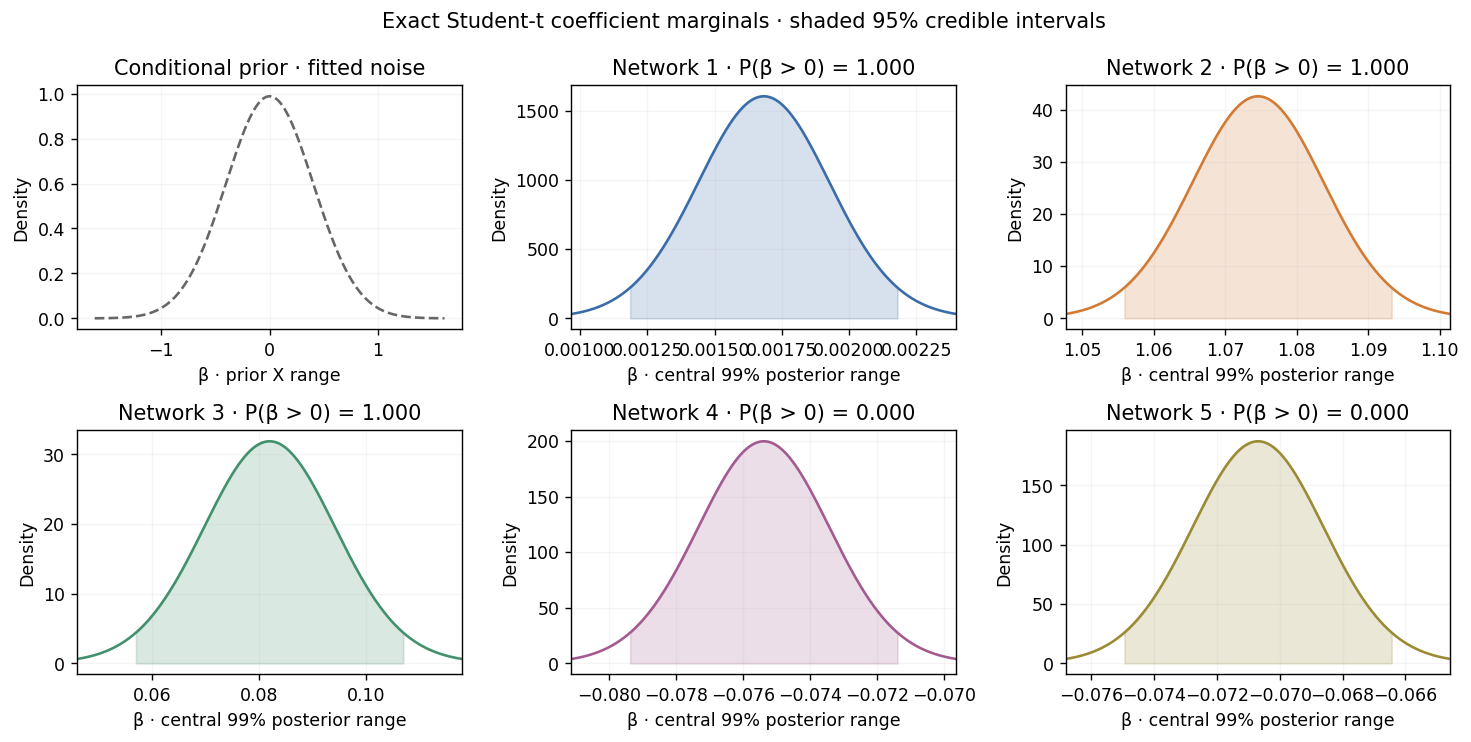 Exact Student-t coefficient marginals · shaded 95% credible intervals
Conditional prior · fitted noise
Density
1.0
0.8
0.6
0.4
0.2
0.0
−1 0 1
β · prior X range
Network 1 · P(β > 0) = 1.000
Density
1500
1000
500
0
0.00100 0.00125 0.00150 0.00175 0.00200 0.00225
β · central 99% posterior range
Network 2 · P(β > 0) = 1.000
Density
40
30
20
10
0
1.05 1.06 1.07 1.08 1.09 1.10
β · central 99% posterior range
Network 3 · P(β > 0) = 1.000
Density
30
20
10
0
0.06 0.08 0.10
β · central 99% posterior range
Network 4 · P(β > 0) = 0.000
Density
200
150
100
50
0
−0.080 −0.078 −0.076 −0.074 −0.072 −0.070
β · central 99% posterior range
Network 5 · P(β > 0) = 0.000
Density
150
100
50
0
−0.076 −0.074 −0.072 −0.070 −0.068 −0.066
β · central 99% posterior range